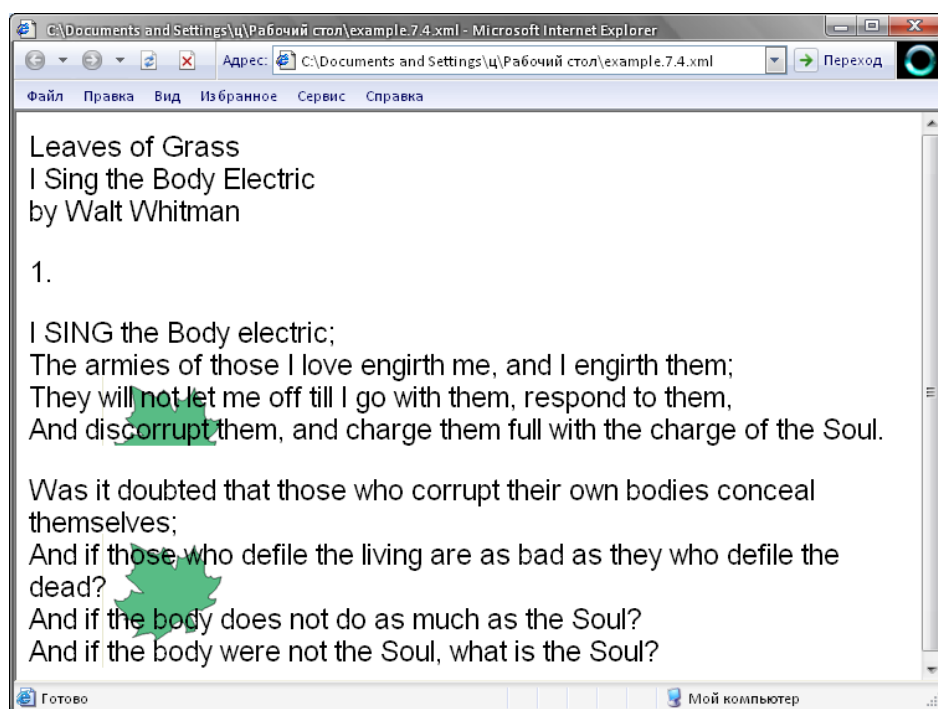 C:\Documents and Settings\ц\Рабочий стол\example.7.4.xml - Microsoft Internet Explorer
Адрес: C:\Documents and Settings\ц\Рабочий стол\example.7.4.xml Переход
Файл Правка Вид Избранное Сервис Справка
Leaves of Grass
I Sing the Body Electric
by Walt Whitman
1.
I SING the Body electric;
The armies of those I love engirth me, and I engirth them;
They will not let me off till I go with them, respond to them,
And discorrupt them, and charge them full with the charge of the Soul.
Was it doubted that those who corrupt their own bodies conceal
themselves;
And if those who defile the living are as bad as they who defile the
dead?
And if the body does not do as much as the Soul?
And if the body were not the Soul, what is the Soul?
Готово Мой компьютер